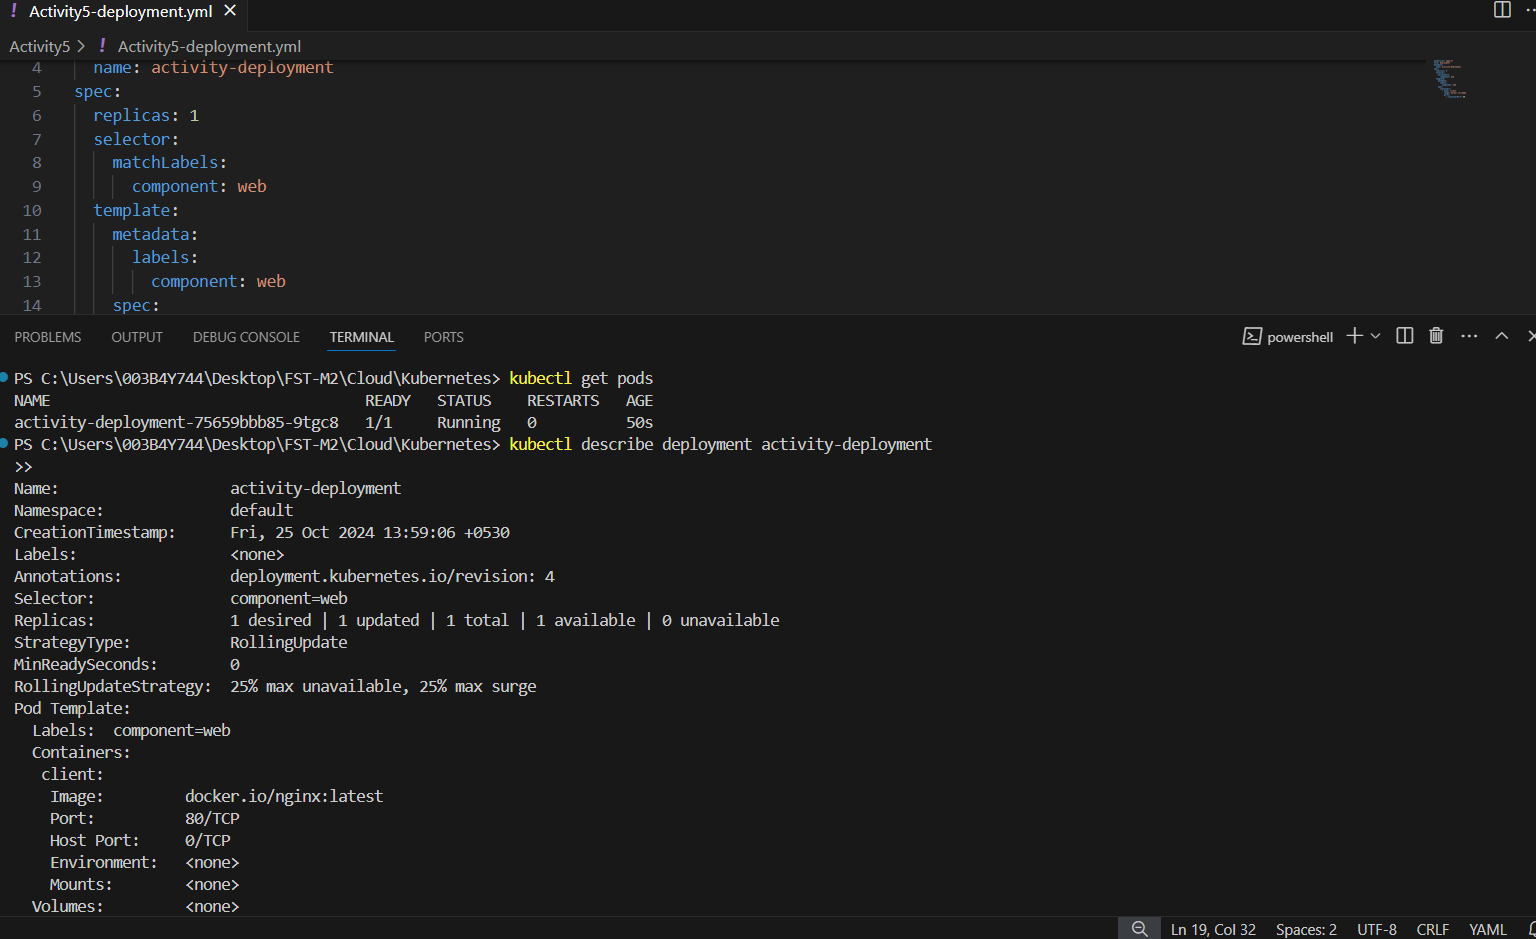 ! Activity5-deployment.yml
Activity5 > ! Activity5-deployment.yml
4 name: activity-deployment
5 spec:
6 replicas: 1
7 selector:
8 matchLabels:
9 component: web
10 template:
11 metadata:
12 labels:
13 component: web
14 spec:
PROBLEMS OUTPUT DEBUG CONSOLE TERMINAL PORTS powershell
PS C:\Users\003B4Y744\Desktop\FST-M2\Cloud\Kubernetes> kubectl get pods
NAME READY STATUS RESTARTS AGE
activity-deployment-75659bbb85-9tgc8 1/1 Running 0 50s
PS C:\Users\003B4Y744\Desktop\FST-M2\Cloud\Kubernetes> kubectl describe deployment activity-deployment
>>
Name: activity-deployment
Namespace: default
CreationTimestamp: Fri, 25 Oct 2024 13:59:06 +0530
Labels: <none>
Annotations: deployment.kubernetes.io/revision: 4
Selector: component=web
Replicas: 1 desired | 1 updated | 1 total | 1 available | 0 unavailable
StrategyType: RollingUpdate
MinReadySeconds: 0
RollingUpdateStrategy: 25% max unavailable, 25% max surge
Pod Template:
Labels: component=web
Containers:
client:
Image: docker.io/nginx:latest
Port: 80/TCP
Host Port: 0/TCP
Environment: <none>
Mounts: <none>
Volumes: <none>
Ln 19, Col 32 Spaces: 2 UTF-8 CRLF YAML